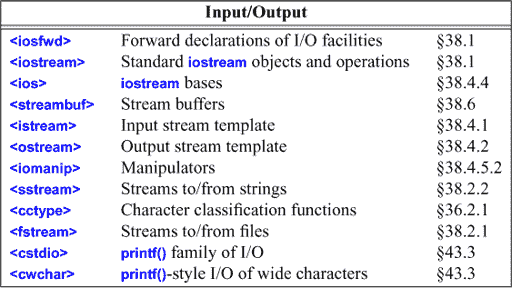 Input/Output
<iosfwd> Forward declarations of I/O facilities §38.1
<iostream> Standard iostream objects and operations §38.1
<ios> iostream bases §38.4.4
<streambuf> Stream buffers §38.6
<istream> Input stream template §38.4.1
<ostream> Output stream template §38.4.2
<iomanip> Manipulators §38.4.5.2
<sstream> Streams to/from strings §38.2.2
<cctype> Character classification functions §36.2.1
<fstream> Streams to/from files §38.2.1
<cstdio> printf() family of I/O §43.3
<cwchar> printf()-style I/O of wide characters §43.3